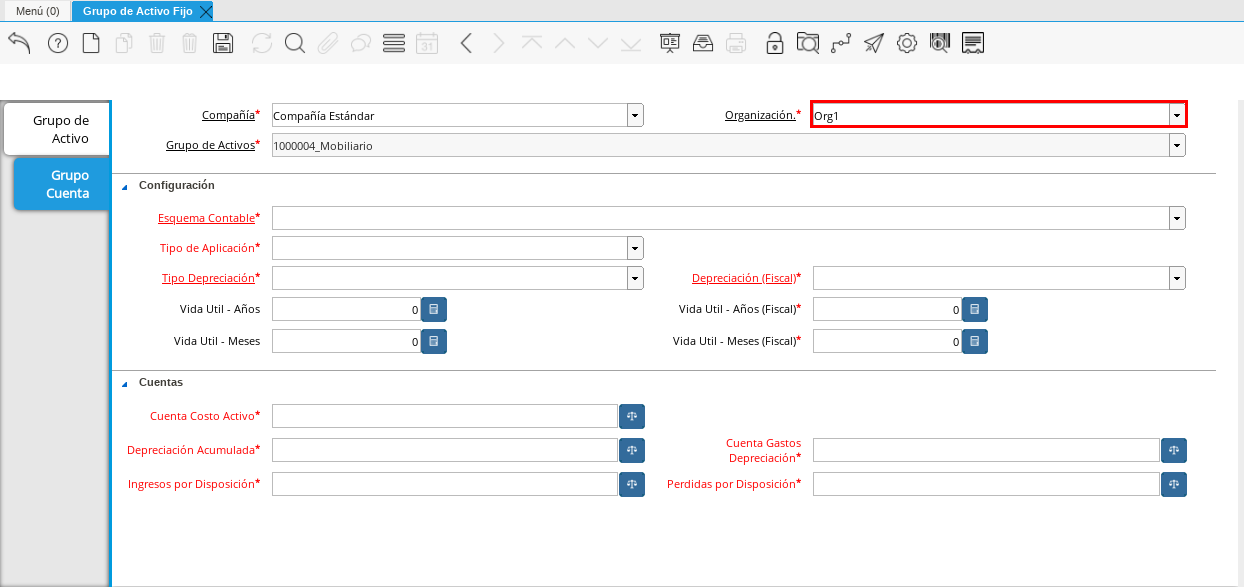 Menú (0)
Grupo de Activo Fijo
31
Grupo de
Activo
Grupo
Cuenta
Compañía*
Compañía Estándar
Organización.*
Org1
Grupo de Activos*
1000004_Mobiliario
Configuración
Esquema Contable*
Tipo de Aplicación*
Tipo Depreciación*
Depreciación (Fiscal)*
Vida Util - Años
0
Vida Util - Años (Fiscal)*
0
Vida Util - Meses
0
Vida Util - Meses (Fiscal)*
0
Cuentas
Cuenta Costo Activo*
Depreciación Acumulada*
Cuenta Gastos
Depreciación*
Ingresos por Disposición*
Perdidas por Disposición*